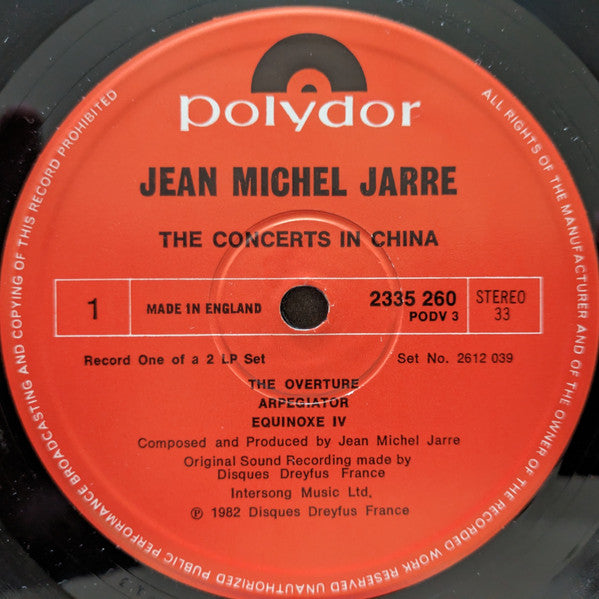 polydor
JEAN MICHEL JARRE
THE CONCERTS IN CHINA
1
MADE IN ENGLAND
2335 260
PODV 3
STEREO
33
Record One of a 2 LP Set
Set No. 2612 039
THE OVERTURE
ARPEGIATOR
EQUINOXE IV
Composed and Produced by Jean Michel Jarre
Original Sound Recording made by
Disques Dreyfus France
Intersong Music Ltd.
℗ 1982 Disques Dreyfus France
ALL RIGHTS OF THE MANUFACTURER AND OF THE OWNER OF THE RECORDED WORK RESERVED UNAUTHORIZED PUBLIC PERFORMANCE BROADCASTING AND COPYING OF THIS RECORD PROHIBITED